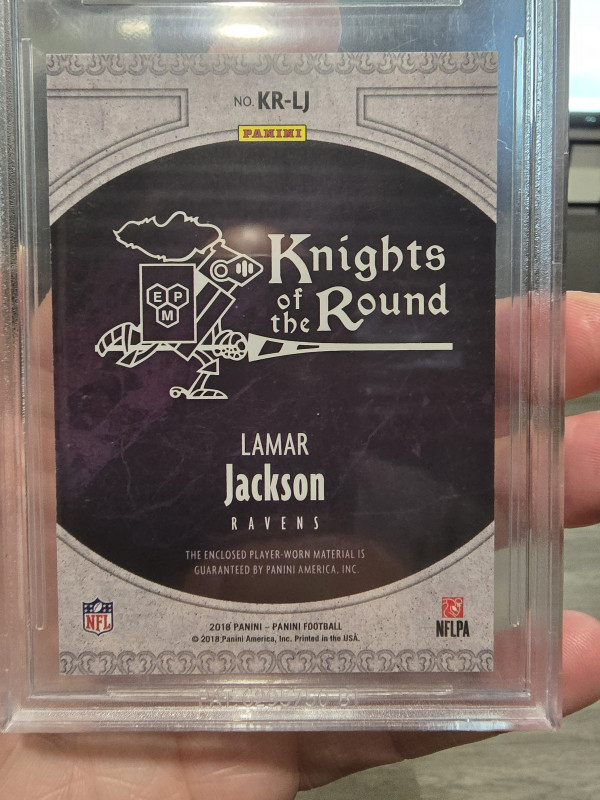 NO. KR-LJ
PANINI
Knights
of
the Round
E P
M
LAMAR
Jackson
RAVENS
THE ENCLOSED PLAYER-WORN MATERIAL IS
GUARANTEED BY PANINI AMERICA, INC.
NFL
NFLPA
2018 PANINI – PANINI FOOTBALL
© 2018 Panini America, Inc. Printed in the USA.